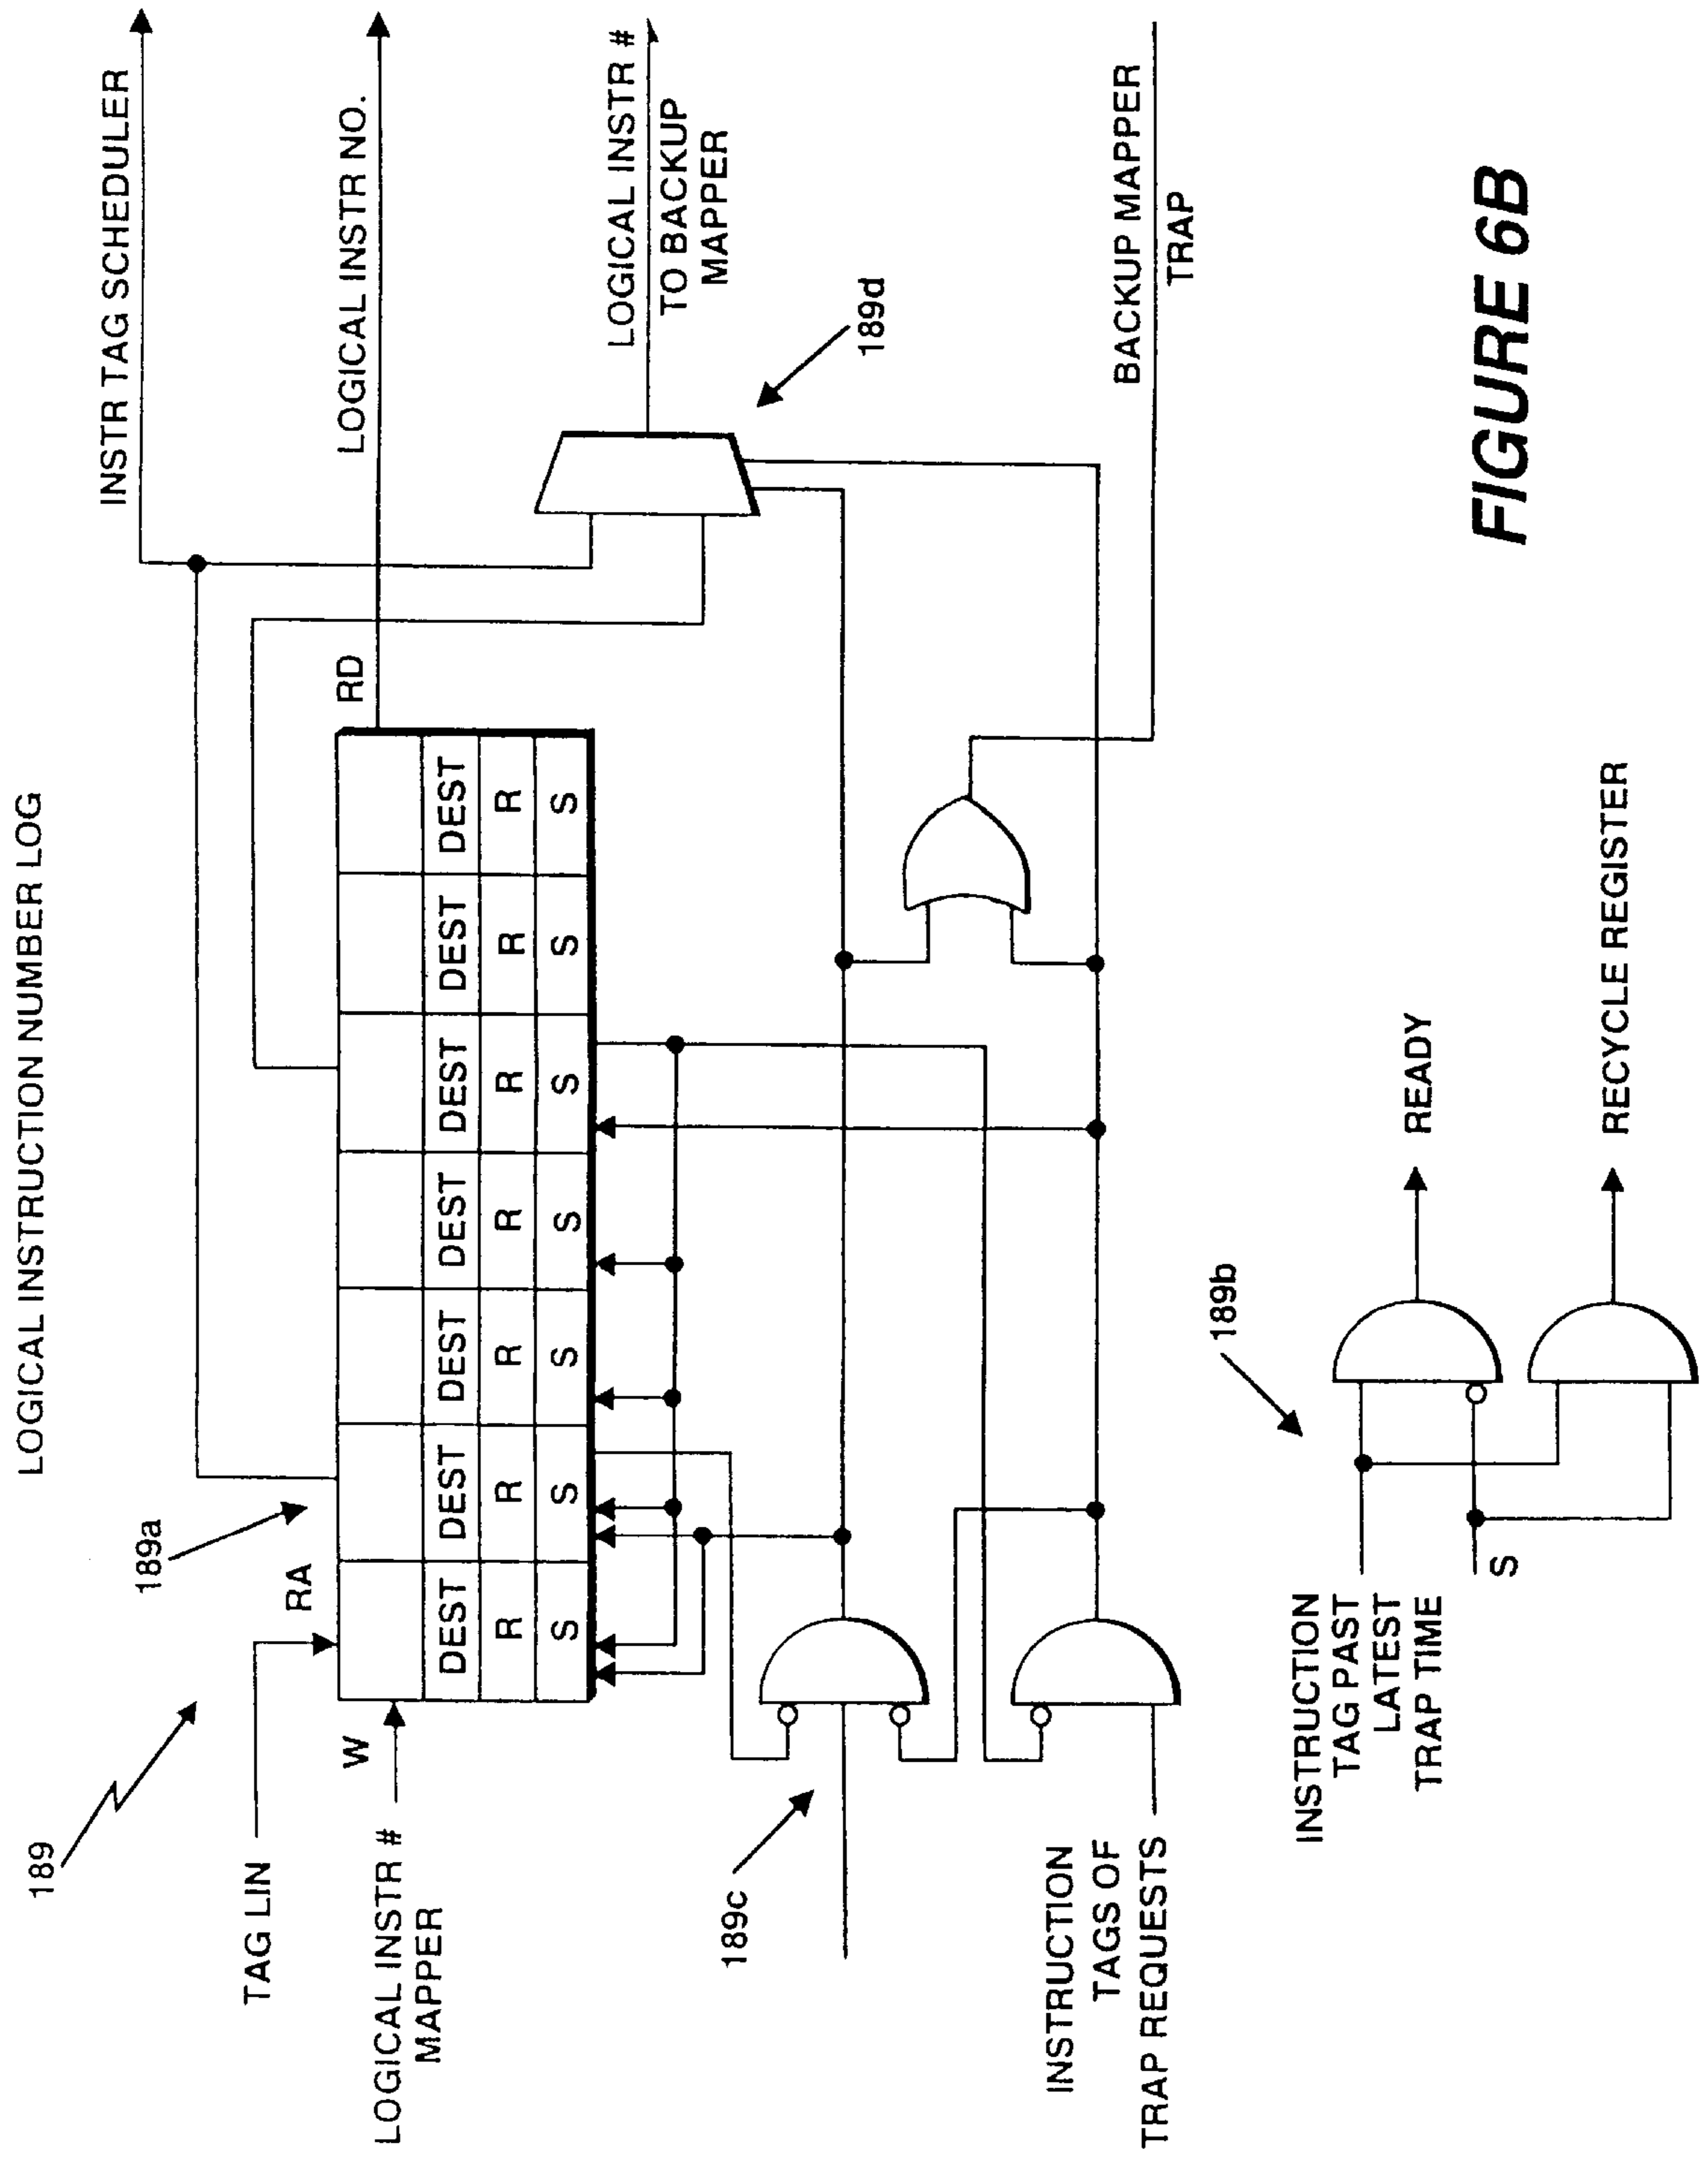 LOGICAL INSTRUCTION NUMBER LOG
189
189a
TAG LIN
RA
W
LOGICAL INSTR #
MAPPER
RD
INSTR TAG SCHEDULER
LOGICAL INSTR NO.
LOGICAL INSTR #
TO BACKUP
MAPPER
DEST DEST DEST DEST DEST DEST DEST
R R R R R R R
S S S S S S S
189d
189c
BACKUP MAPPER
TRAP
INSTRUCTION
TAGS OF
TRAP REQUESTS
189b
INSTRUCTION
TAG PAST
LATEST
TRAP TIME
S
READY
RECYCLE REGISTER
FIGURE 6B